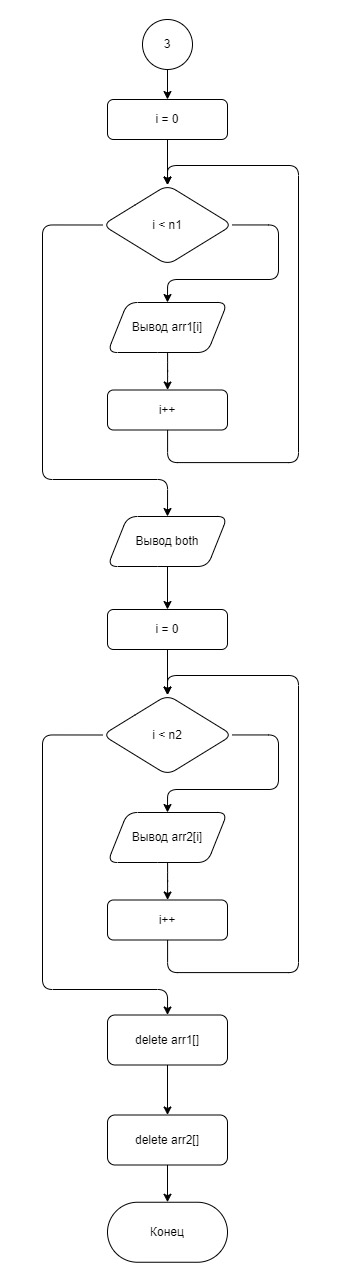 3
i = 0
i < n1
Вывод arr1[i]
i++
Вывод both
i = 0
i < n2
Вывод arr2[i]
i++
delete arr1[]
delete arr2[]
Конец